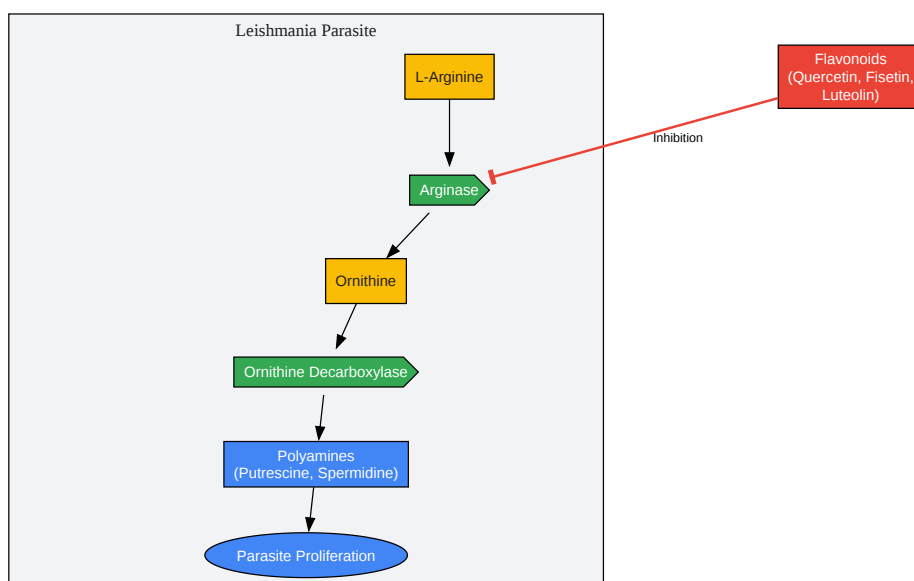 Leishmania Parasite
L-Arginine
Flavonoids
(Quercetin, Fisetin,
Luteolin)
Inhibition
Arginase
Ornithine
Ornithine Decarboxylase
Polyamines
(Putrescine, Spermidine)
Parasite Proliferation